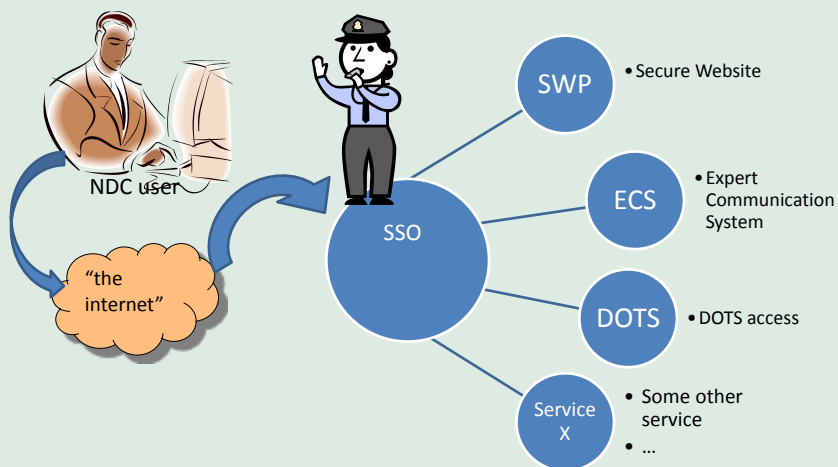 NDC user
“the
internet”
SSO
SWP
• Secure Website
ECS
• Expert
Communication
System
DOTS
• DOTS access
Service
X
• Some other
service
• ...